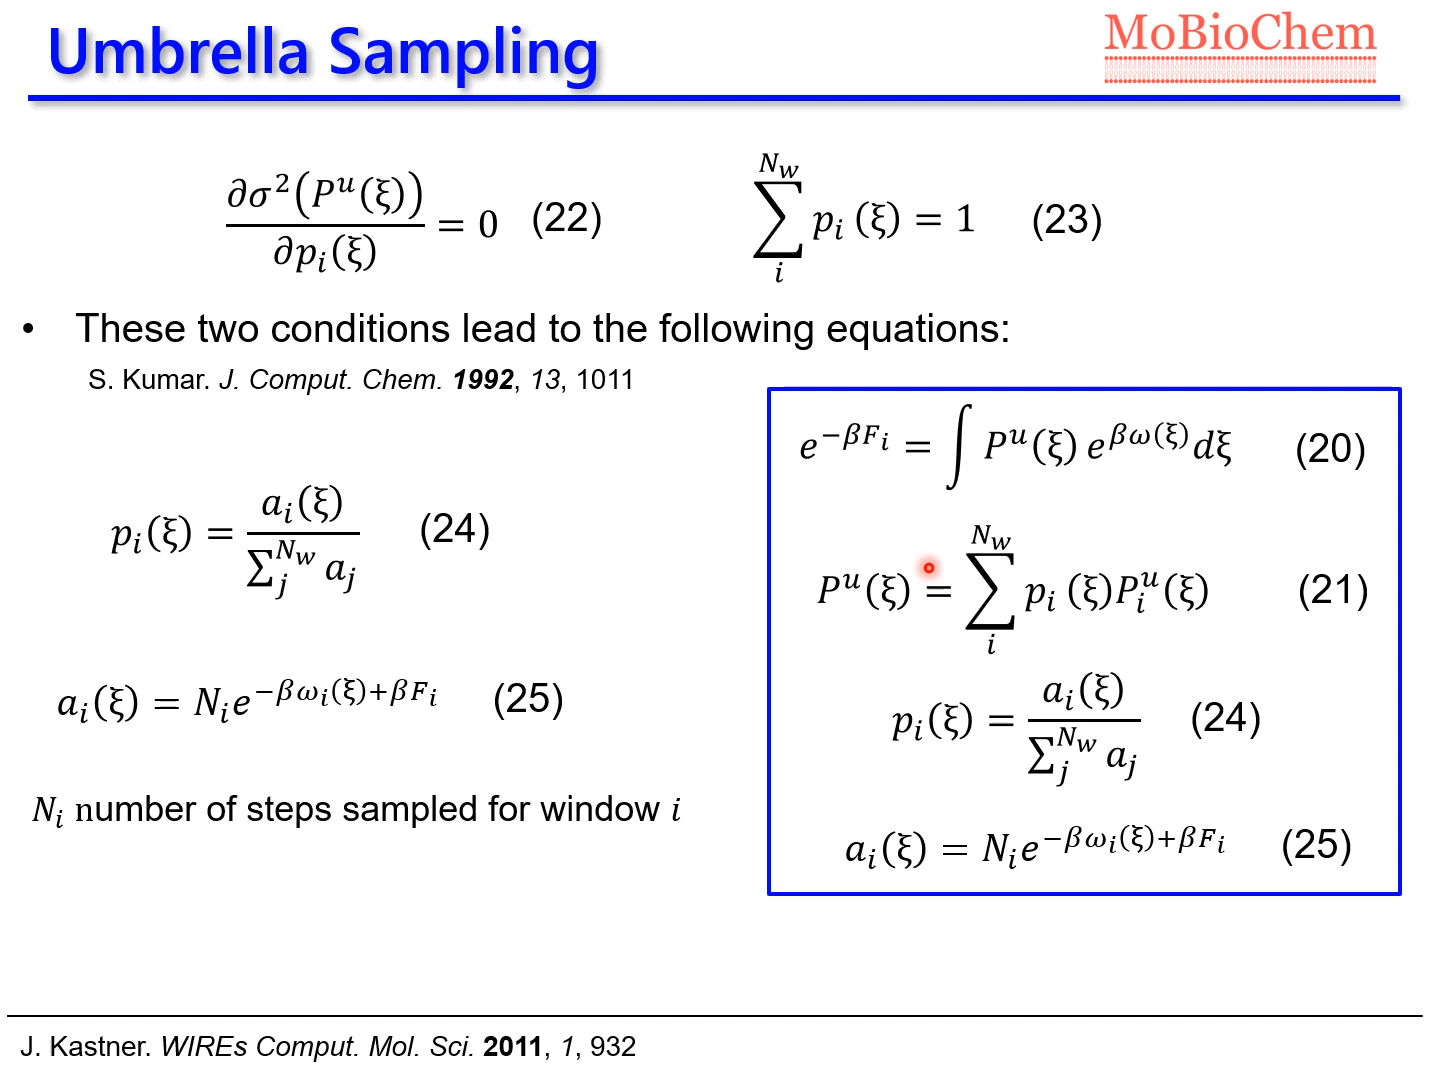 Umbrella Sampling
MoBioChem
∂σ²(Pᵘ(ξ))/∂pᵢ(ξ) = 0 (22)
∑ᵢ^{N_w} pᵢ (ξ) = 1 (23)
• These two conditions lead to the following equations:
S. Kumar. J. Comput. Chem. 1992, 13, 1011
pᵢ(ξ) = aᵢ(ξ)/∑ⱼ^{N_w} aⱼ (24)
aᵢ(ξ) = Nᵢe^{−βωᵢ(ξ)+βFᵢ} (25)
Nᵢ number of steps sampled for window i
e^{−βFᵢ} = ∫ Pᵘ(ξ) e^{βω(ξ)}dξ (20)
Pᵘ(ξ) = ∑ᵢ^{N_w} pᵢ (ξ)Pᵢᵘ(ξ) (21)
pᵢ(ξ) = aᵢ(ξ)/∑ⱼ^{N_w} aⱼ (24)
aᵢ(ξ) = Nᵢe^{−βωᵢ(ξ)+βFᵢ} (25)
J. Kastner. WIREs Comput. Mol. Sci. 2011, 1, 932